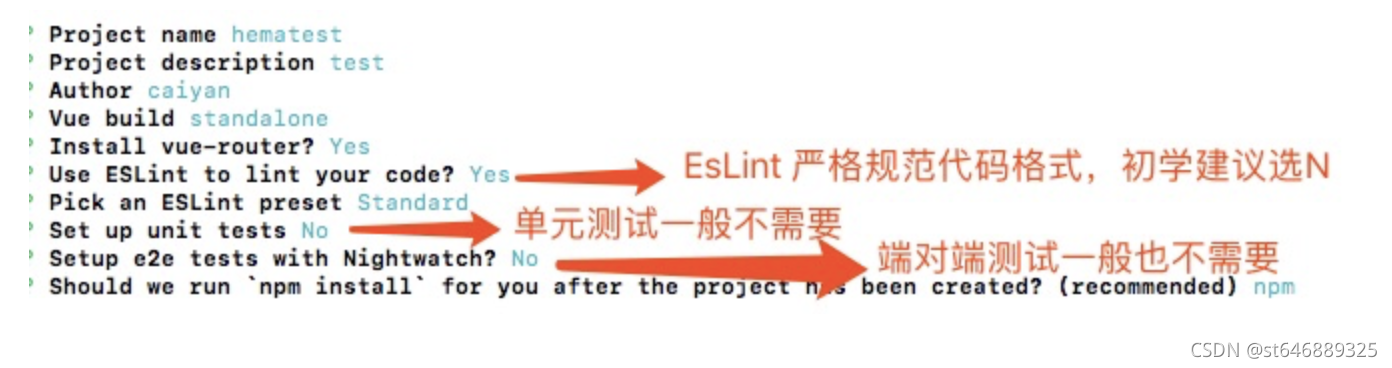 ? Project name hematest
? Project description test
? Author caiyan
? Vue build standalone
? Install vue-router? Yes
? Use ESLint to lint your code? Yes
EsLint 严格规范代码格式，初学建议选N
? Pick an ESLint preset Standard
? Set up unit tests No
单元测试一般不需要
? Setup e2e tests with Nightwatch? No
端对端测试一般也不需要
? Should we run `npm install` for you after the project has been created? (recommended) npm
CSDN @st646889325